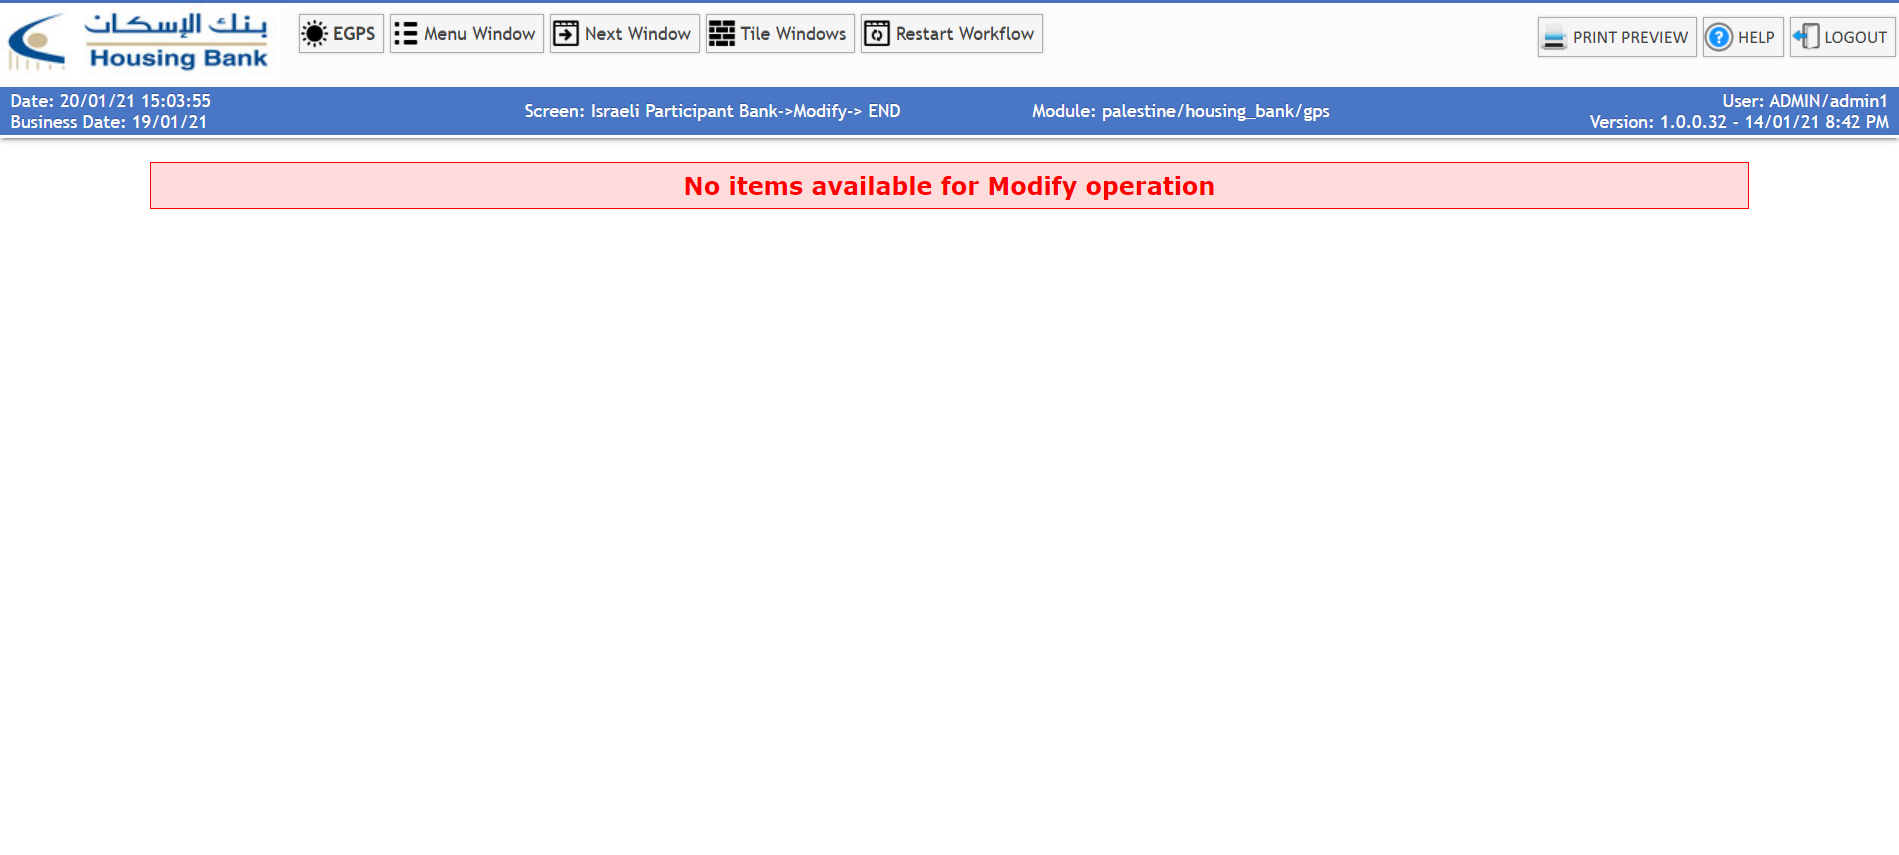 بنك الإسكان
Housing Bank
EGPS
Menu Window
Next Window
Tile Windows
Restart Workflow
PRINT PREVIEW
HELP
LOGOUT
Date: 20/01/21 15:03:55
Business Date: 19/01/21
Screen: Israeli Participant Bank->Modify-> END
Module: palestine/housing_bank/gps
User: ADMIN/admin1
Version: 1.0.0.32 - 14/01/21 8:42 PM
No items available for Modify operation